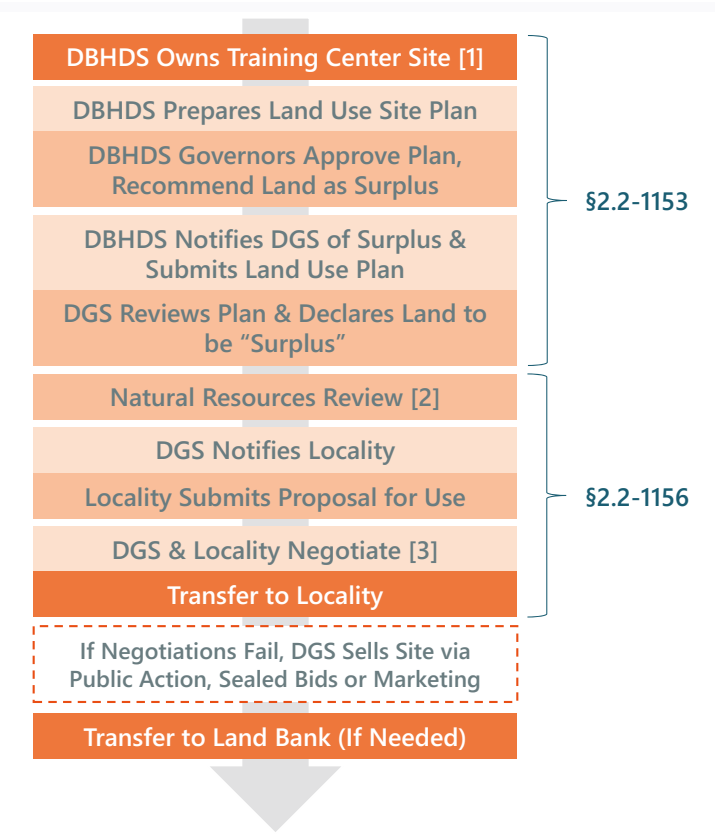 DBHDS Owns Training Center Site [1]
DBHDS Prepares Land Use Site Plan
DBHDS Governors Approve Plan,
Recommend Land as Surplus
§2.2-1153
DBHDS Notifies DGS of Surplus &
Submits Land Use Plan
DGS Reviews Plan & Declares Land to
be “Surplus”
Natural Resources Review [2]
DGS Notifies Locality
Locality Submits Proposal for Use
§2.2-1156
DGS & Locality Negotiate [3]
Transfer to Locality
If Negotiations Fail, DGS Sells Site via
Public Action, Sealed Bids or Marketing
Transfer to Land Bank (If Needed)